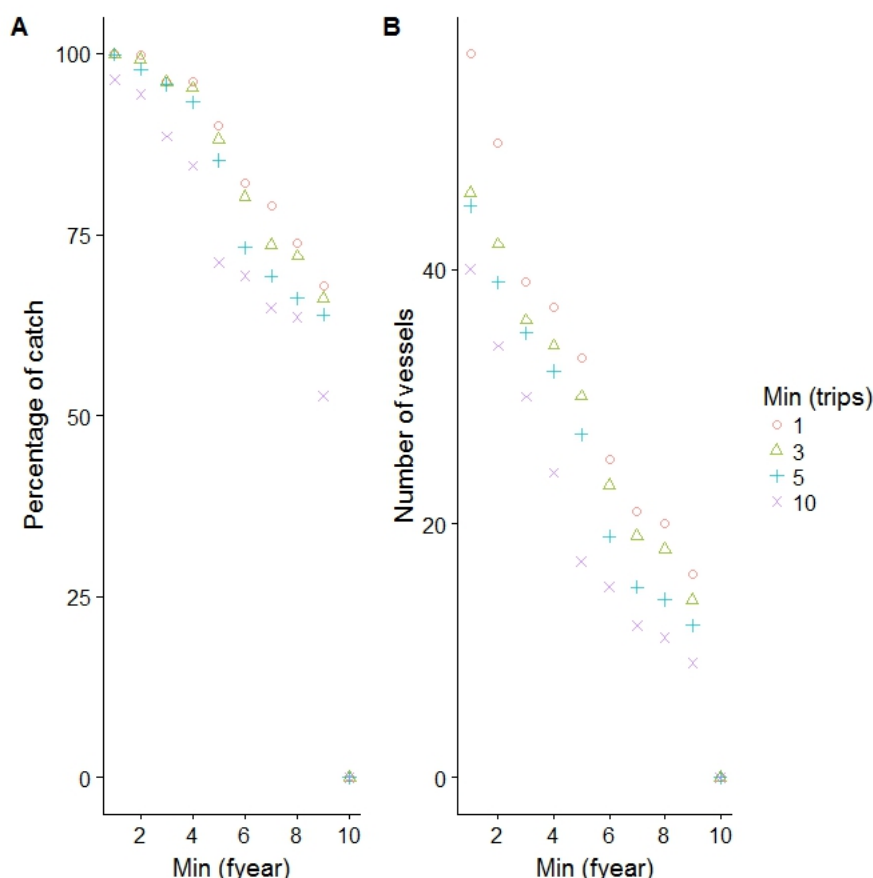 A
B
100
75
50
25
0
Percentage of catch
2 4 6 8 10
Min (fyear)
40
20
0
Number of vessels
2 4 6 8 10
Min (fyear)
Min (trips)
1
3
5
10